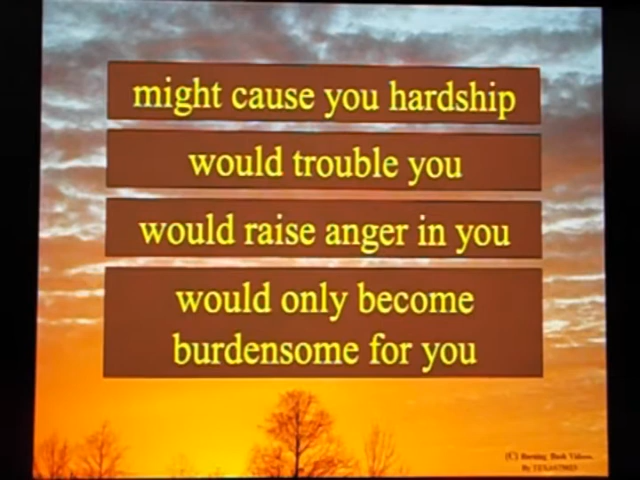 might cause you hardship
would trouble you
would raise anger in you
would only become
burdensome for you
(C) Burning Bush Videos.